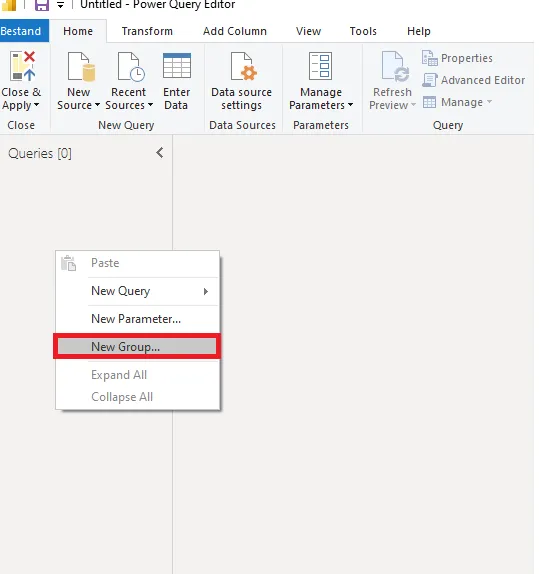 Untitled - Power Query Editor
Bestand Home Transform Add Column View Tools Help
Close & Apply
New Source
Recent Sources
Enter Data
Data source settings
Manage Parameters
Refresh Preview
Properties
Advanced Editor
Manage
Close New Query Data Sources Parameters Query
Queries [0]
Paste
New Query
New Parameter...
New Group...
Expand All
Collapse All